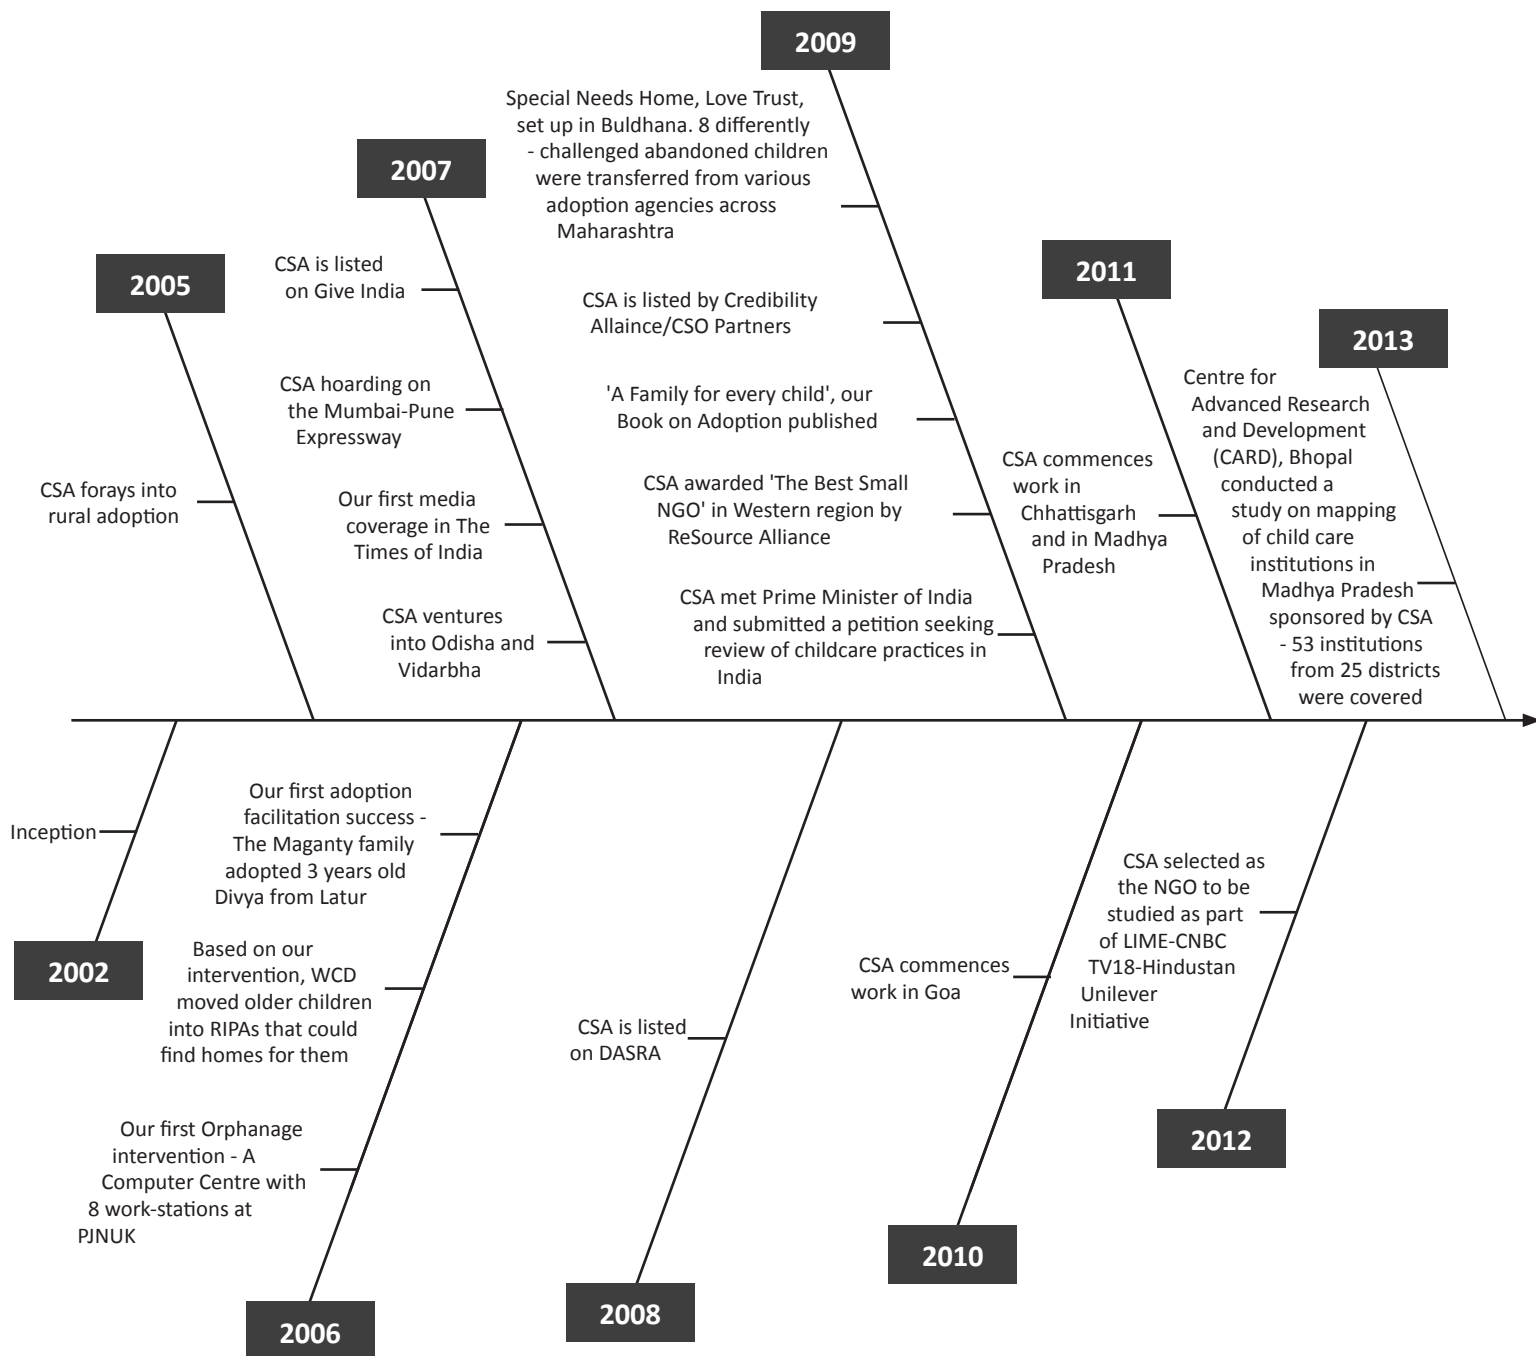 2009
Special Needs Home, Love Trust,
set up in Buldhana. 8 differently
- challenged abandoned children
were transferred from various
adoption agencies across
Maharashtra
CSA is listed by Credibility
Allaince/CSO Partners
'A Family for every child', our
Book on Adoption published
CSA awarded 'The Best Small
NGO' in Western region by
ReSource Alliance
CSA met Prime Minister of India
and submitted a petition seeking
review of childcare practices in
India
2007
CSA is listed
on Give India
CSA hoarding on
the Mumbai-Pune
Expressway
Our first media
coverage in The
Times of India
CSA ventures
into Odisha and
Vidarbha
2005
CSA forays into
rural adoption
2011
CSA commences
work in
Chhattisgarh
and in Madhya
Pradesh
2013
Centre for
Advanced Research
and Development
(CARD), Bhopal
conducted a
study on mapping
of child care
institutions in
Madhya Pradesh
sponsored by CSA
- 53 institutions
from 25 districts
were covered
Inception
2002
Our first adoption
facilitation success -
The Maganty family
adopted 3 years old
Divya from Latur
Based on our
intervention, WCD
moved older children
into RIPAs that could
find homes for them
Our first Orphanage
intervention - A
Computer Centre with
8 work-stations at
PJNUK
2006
CSA is listed
on DASRA
2008
CSA commences
work in Goa
2010
CSA selected as
the NGO to be
studied as part
of LIME-CNBC
TV18-Hindustan
Unilever
Initiative
2012